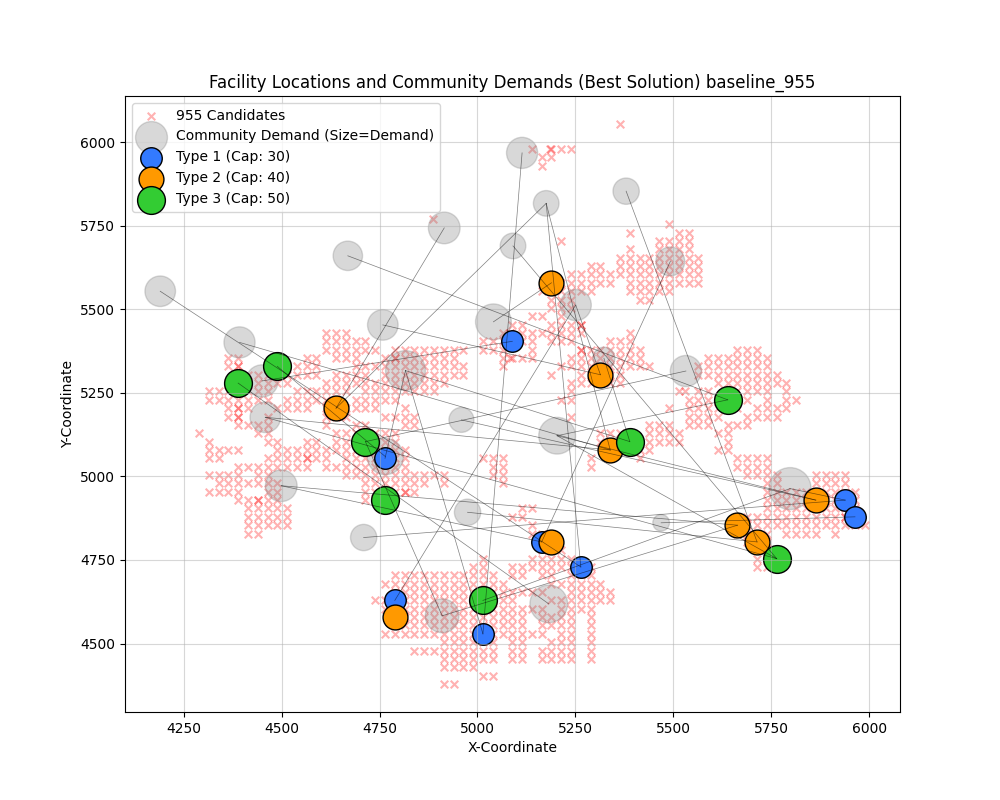 Facility Locations and Community Demands (Best Solution) baseline_955
955 Candidates
Community Demand (Size=Demand)
Type 1 (Cap: 30)
Type 2 (Cap: 40)
Type 3 (Cap: 50)
6000
5750
5500
5250
5000
4750
4500
Y-Coordinate
4250 4500 4750 5000 5250 5500 5750 6000
X-Coordinate